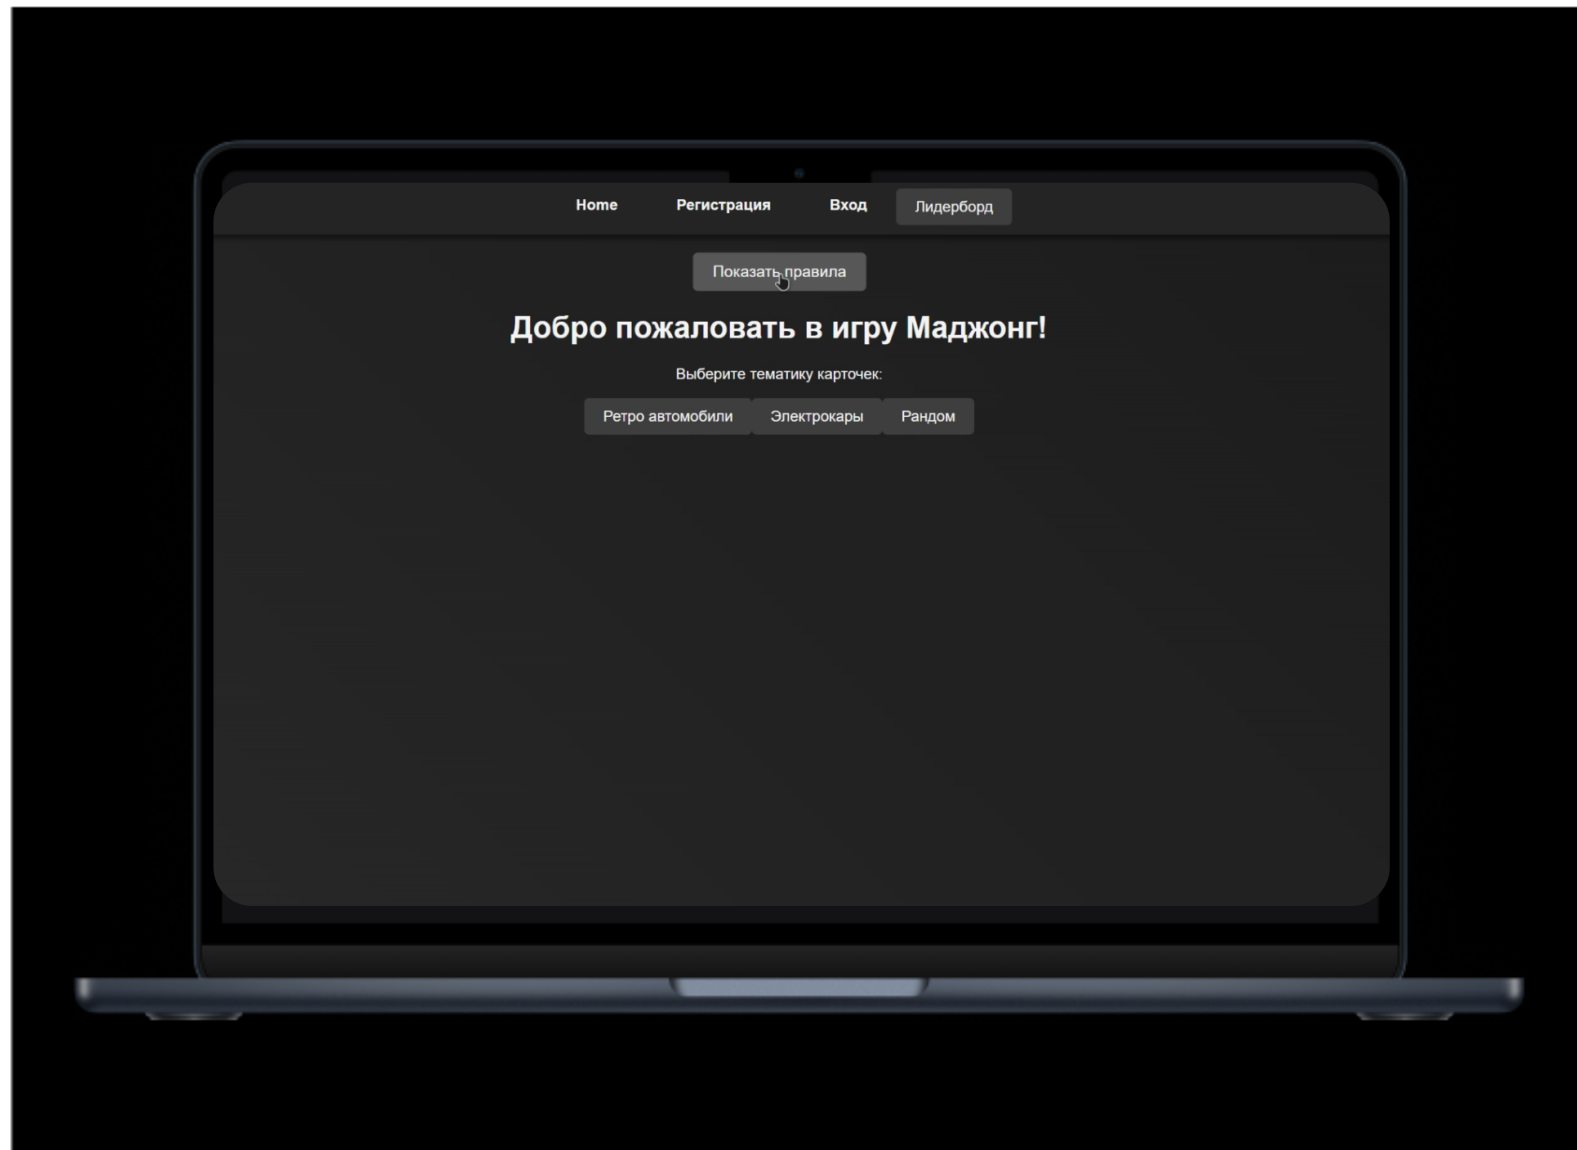 Home Регистрация Вход Лидерборд
Показать правила
Добро пожаловать в игру Маджонг!
Выберите тематику карточек:
Ретро автомобили Электрокары Рандом